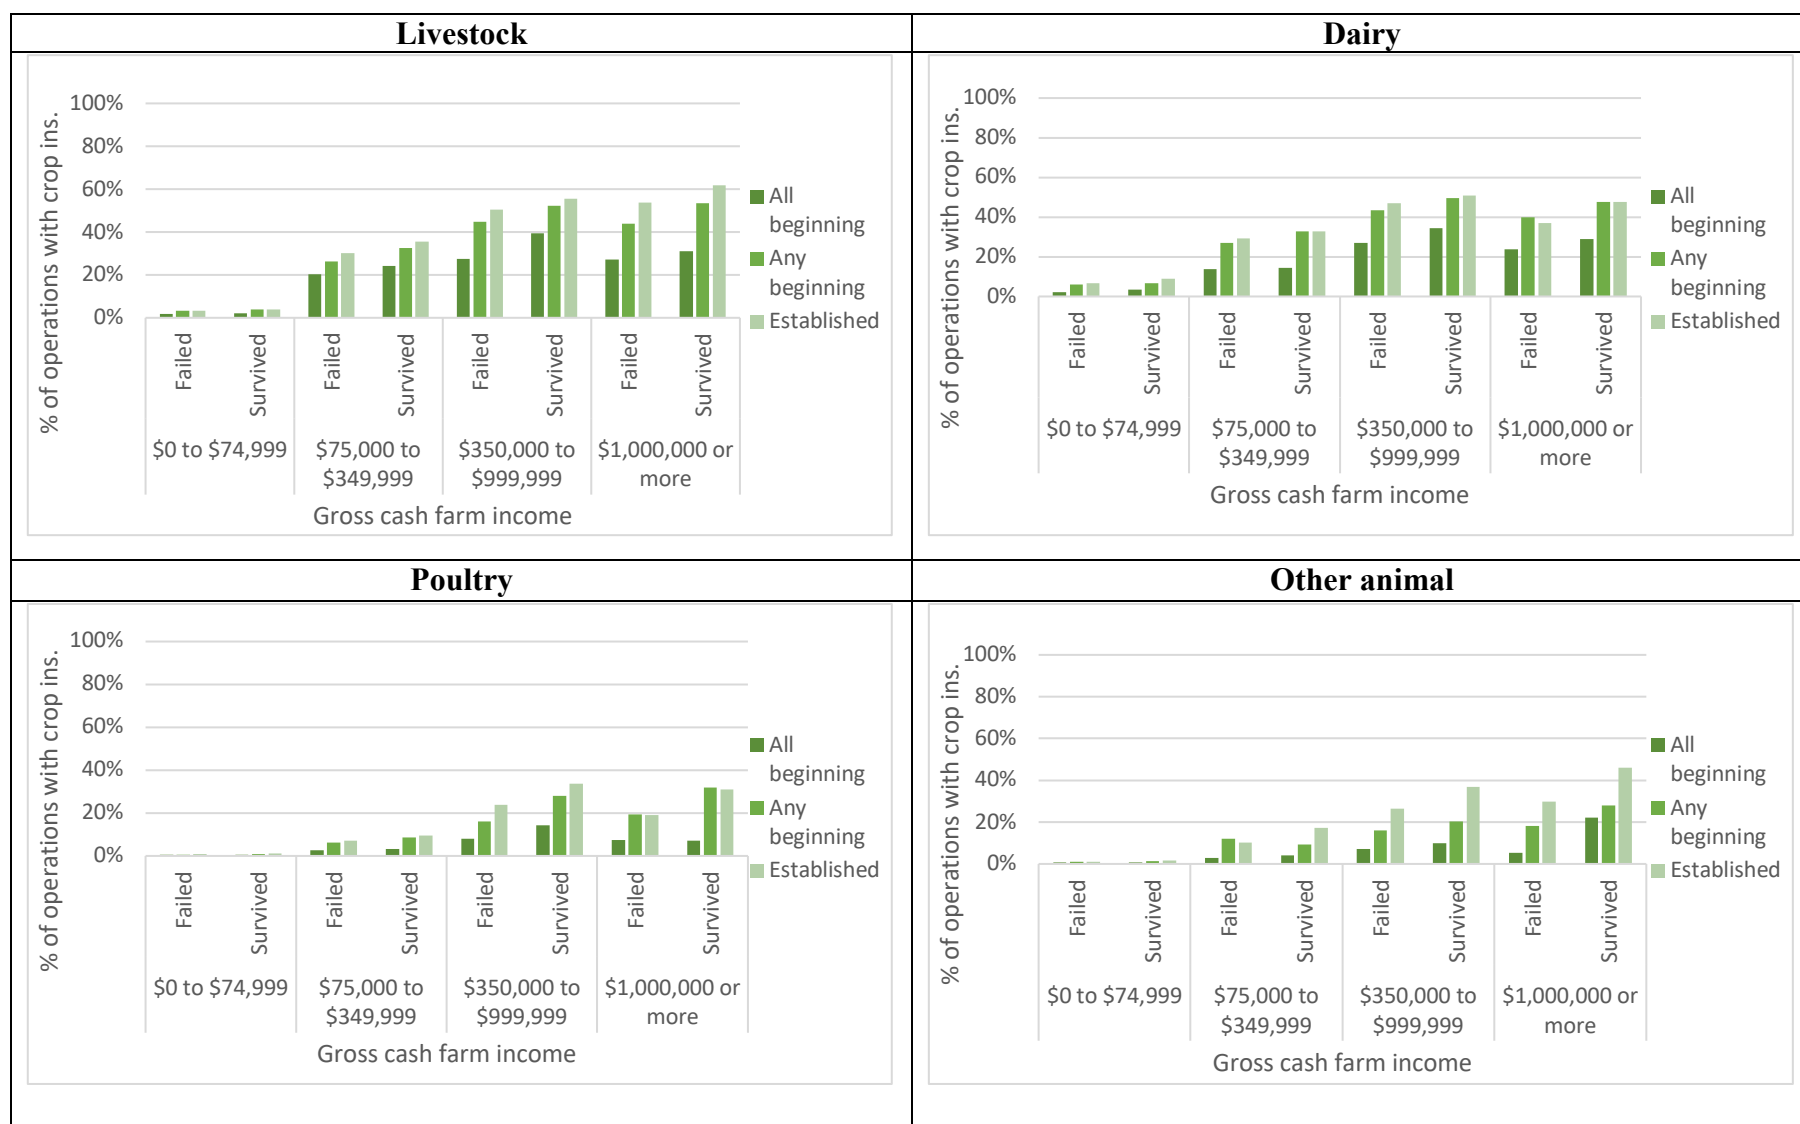 Livestock
% of operations with crop ins.
100%
80%
60%
40%
20%
0%
Failed
Survived
Failed
Survived
Failed
Survived
Failed
Survived
$0 to $74,999
$75,000 to
$349,999
$350,000 to
$999,999
$1,000,000 or
more
Gross cash farm income
All
beginning
Any
beginning
Established
Dairy
% of operations with crop ins.
100%
80%
60%
40%
20%
0%
Failed
Survived
Failed
Survived
Failed
Survived
Failed
Survived
$0 to $74,999
$75,000 to
$349,999
$350,000 to
$999,999
$1,000,000 or
more
Gross cash farm income
All
beginning
Any
beginning
Established
Poultry
% of operations with crop ins.
100%
80%
60%
40%
20%
0%
Failed
Survived
Failed
Survived
Failed
Survived
Failed
Survived
$0 to $74,999
$75,000 to
$349,999
$350,000 to
$999,999
$1,000,000 or
more
Gross cash farm income
All
beginning
Any
beginning
Established
Other animal
% of operations with crop ins.
100%
80%
60%
40%
20%
0%
Failed
Survived
Failed
Survived
Failed
Survived
Failed
Survived
$0 to $74,999
$75,000 to
$349,999
$350,000 to
$999,999
$1,000,000 or
more
Gross cash farm income
All
beginning
Any
beginning
Established